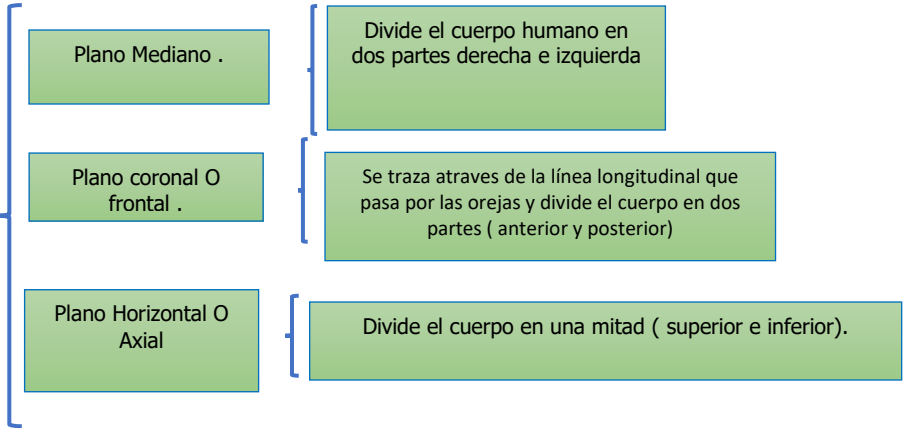 Plano Mediano .
Divide el cuerpo humano en
dos partes derecha e izquierda
Plano coronal O
frontal .
Se traza atraves de la línea longitudinal que
pasa por las orejas y divide el cuerpo en dos
partes ( anterior y posterior)
Plano Horizontal O
Axial
Divide el cuerpo en una mitad ( superior e inferior).